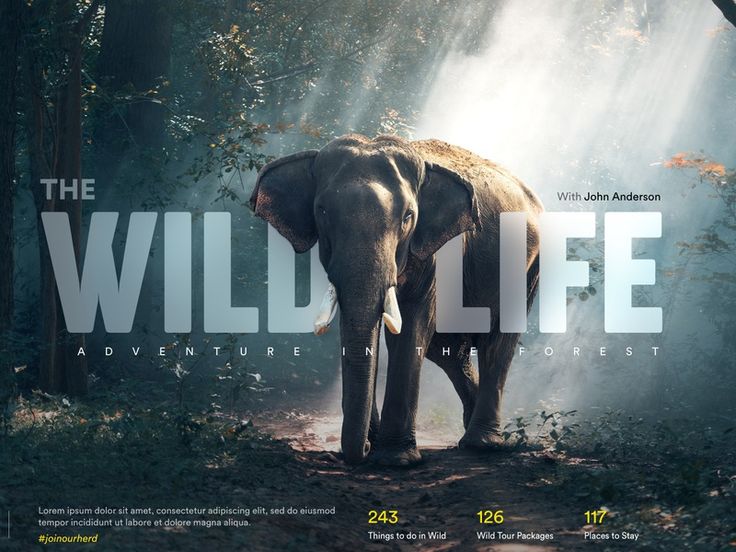 THE
With John Anderson
WILD LIFE
ADVENTURE IN THE FOREST
Lorem ipsum dolor sit amet, consectetur adipiscing elit, sed do eiusmod
tempor incididunt ut labore et dolore magna aliqua.
#joinourherd
243
Things to do in Wild
126
Wild Tour Packages
117
Places to Stay